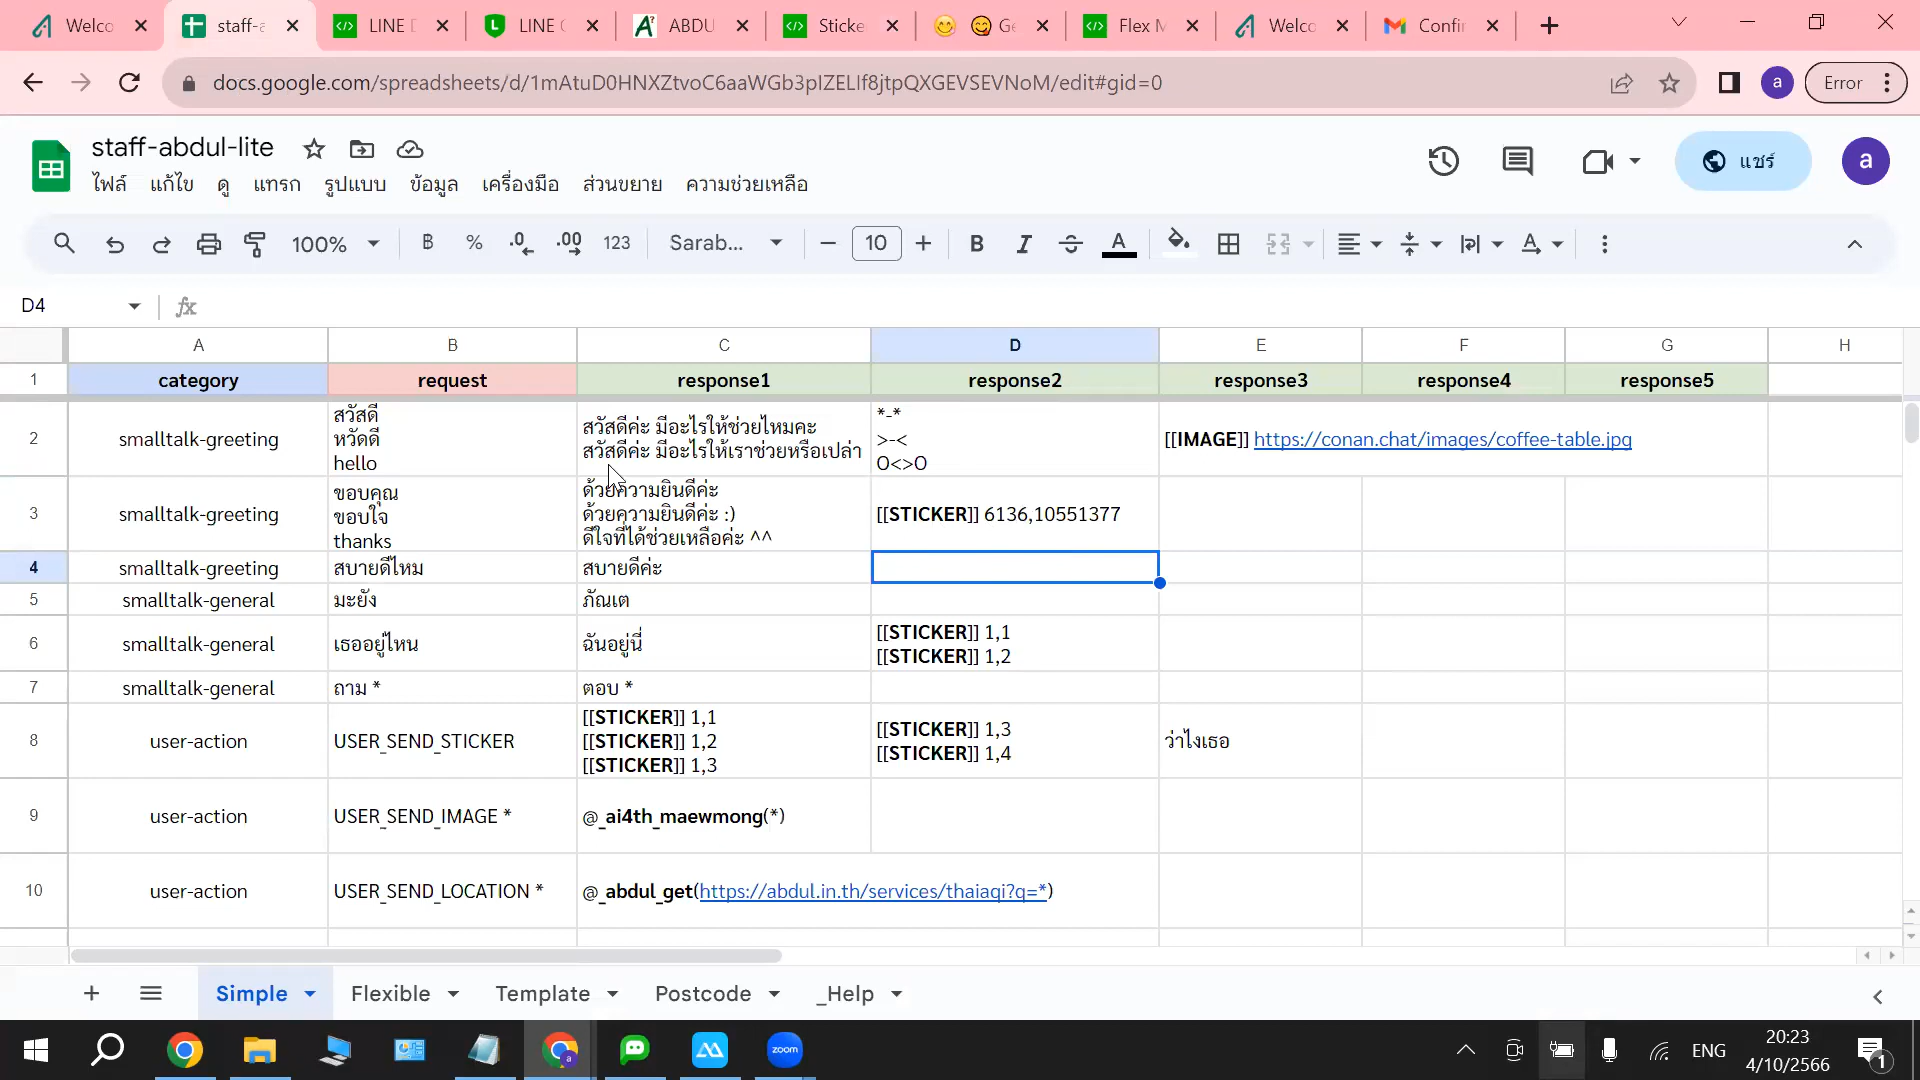 Welco
staff-a
LINE D
LINE C
ABDU
Sticke
Ge
Flex M
Welco
Confir
docs.google.com/spreadsheets/d/1mAtuD0HNXZtvoC6aaWGb3pIZELIf8jtpQXGEVSEVNoM/edit#gid=0
a
Error
staff-abdul-lite
ไฟล์ แก้ไข ดู แทรก รูปแบบ ข้อมูล เครื่องมือ ส่วนขยาย ความช่วยเหลือ
แชร์
a
100%
฿
%
.0
.00
123
Sarab...
10
B
I
A
A
D4
fx
A B C D E F G H
1 category request response1 response2 response3 response4 response5
2 smalltalk-greeting
สวัสดี
หวัดดี
hello
สวัสดีค่ะ มีอะไรให้ช่วยไหมคะ
สวัสดีค่ะ มีอะไรให้เราช่วยหรือเปล่า
*-*
>-<
O<>O
[[IMAGE]] https://conan.chat/images/coffee-table.jpg
3 smalltalk-greeting
ขอบคุณ
ขอบใจ
thanks
ด้วยความยินดีค่ะ
ด้วยความยินดีค่ะ :)
ดีใจที่ได้ช่วยเหลือค่ะ ^^
[[STICKER]] 6136,10551377
4 smalltalk-greeting สบายดีไหม สบายดีค่ะ
5 smalltalk-general มะยัง ภัณเต
6 smalltalk-general เธออยู่ไหน ฉันอยู่นี่
[[STICKER]] 1,1
[[STICKER]] 1,2
7 smalltalk-general ถาม * ตอบ *
8 user-action USER_SEND_STICKER
[[STICKER]] 1,1
[[STICKER]] 1,2
[[STICKER]] 1,3
[[STICKER]] 1,3
[[STICKER]] 1,4
ว่าไงเธอ
9 user-action USER_SEND_IMAGE * @_ai4th_maewmong(*)
10 user-action USER_SEND_LOCATION * @_abdul_get(https://abdul.in.th/services/thaiaqi?q=*)
Simple Flexible Template Postcode _Help
zoom
ENG
20:23
4/10/2566
1